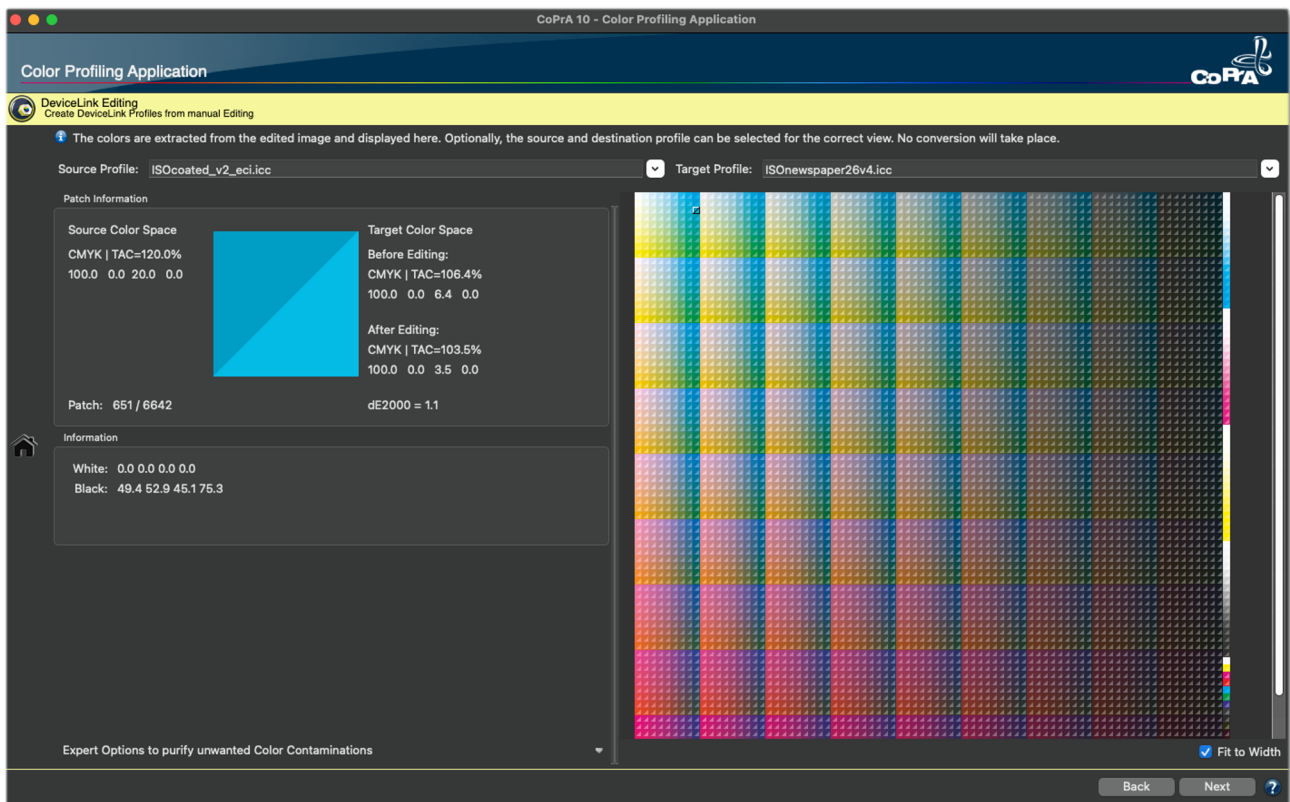 CoPrA 10 - Color Profiling Application
Color Profiling Application
CoPrA
DeviceLink Editing
Create DeviceLink Profiles from manual Editing
The colors are extracted from the edited image and displayed here. Optionally, the source and destination profile can be selected for the correct view. No conversion will take place.
Source Profile: ISOcoated_v2_eci.icc
Target Profile: ISOnewspaper26v4.icc
Patch Information
Source Color Space
CMYK | TAC=120.0%
100.0 0.0 20.0 0.0
Target Color Space
Before Editing:
CMYK | TAC=106.4%
100.0 0.0 6.4 0.0
After Editing:
CMYK | TAC=103.5%
100.0 0.0 3.5 0.0
Patch: 651 / 6642
dE2000 = 1.1
Information
White: 0.0 0.0 0.0 0.0
Black: 49.4 52.9 45.1 75.3
Expert Options to purify unwanted Color Contaminations
Fit to Width
Back
Next
?